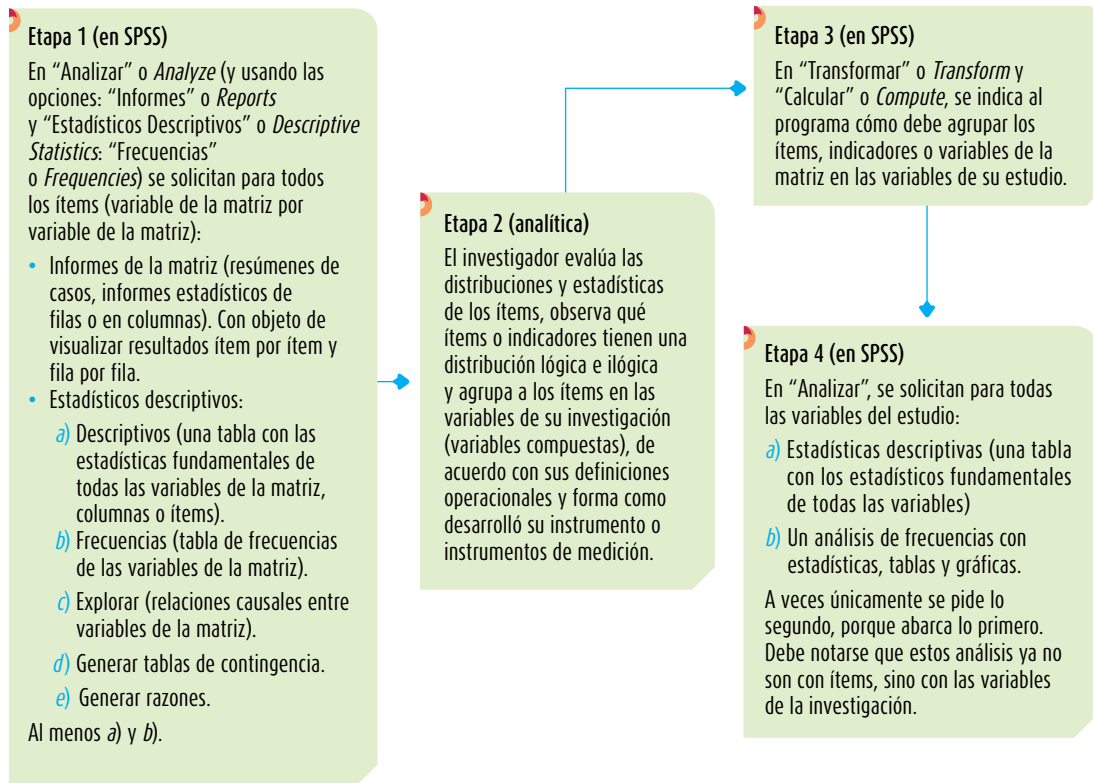 Etapa 1 (en SPSS)
En “Analizar” o Analyze (y usando las
opciones: “Informes” o Reports
y “Estadísticos Descriptivos” o Descriptive
Statistics: “Frecuencias”
o Frequencies) se solicitan para todos
los ítems (variable de la matriz por
variable de la matriz):
• Informes de la matriz (resúmenes de
casos, informes estadísticos de
filas o en columnas). Con objeto de
visualizar resultados ítem por ítem y
fila por fila.
• Estadísticos descriptivos:
a) Descriptivos (una tabla con las
estadísticas fundamentales de
todas las variables de la matriz,
columnas o ítems).
b) Frecuencias (tabla de frecuencias
de las variables de la matriz).
c) Explorar (relaciones causales entre
variables de la matriz).
d) Generar tablas de contingencia.
e) Generar razones.
Al menos a) y b).
Etapa 2 (analítica)
El investigador evalúa las
distribuciones y estadísticas
de los ítems, observa qué
ítems o indicadores tienen una
distribución lógica e ilógica
y agrupa a los ítems en las
variables de su investigación
(variables compuestas), de
acuerdo con sus definiciones
operacionales y forma como
desarrolló su instrumento o
instrumentos de medición.
Etapa 3 (en SPSS)
En “Transformar” o Transform y
“Calcular” o Compute, se indica al
programa cómo debe agrupar los
ítems, indicadores o variables de la
matriz en las variables de su estudio.
Etapa 4 (en SPSS)
En “Analizar”, se solicitan para todas
las variables del estudio:
a) Estadísticas descriptivas (una tabla
con los estadísticos fundamentales
de todas las variables)
b) Un análisis de frecuencias con
estadísticas, tablas y gráficas.
A veces únicamente se pide lo
segundo, porque abarca lo primero.
Debe notarse que estos análisis ya no
son con ítems, sino con las variables
de la investigación.